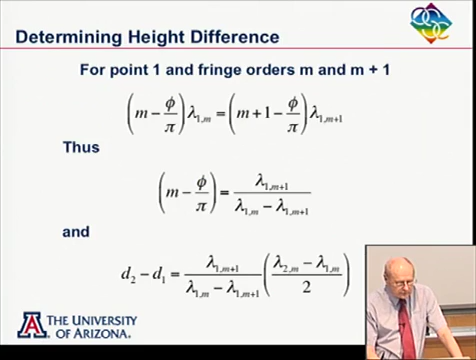 Determining Height Difference
For point 1 and fringe orders m and m + 1
(m − ϕ/π) λ₁,ₘ = (m + 1 − ϕ/π) λ₁,ₘ₊₁
Thus
(m − ϕ/π) = λ₁,ₘ₊₁ / (λ₁,ₘ − λ₁,ₘ₊₁)
and
d₂ − d₁ = λ₁,ₘ₊₁ / (λ₁,ₘ − λ₁,ₘ₊₁) ((λ₂,ₘ − λ₁,ₘ) / 2)
A
THE UNIVERSITY
OF ARIZONA.